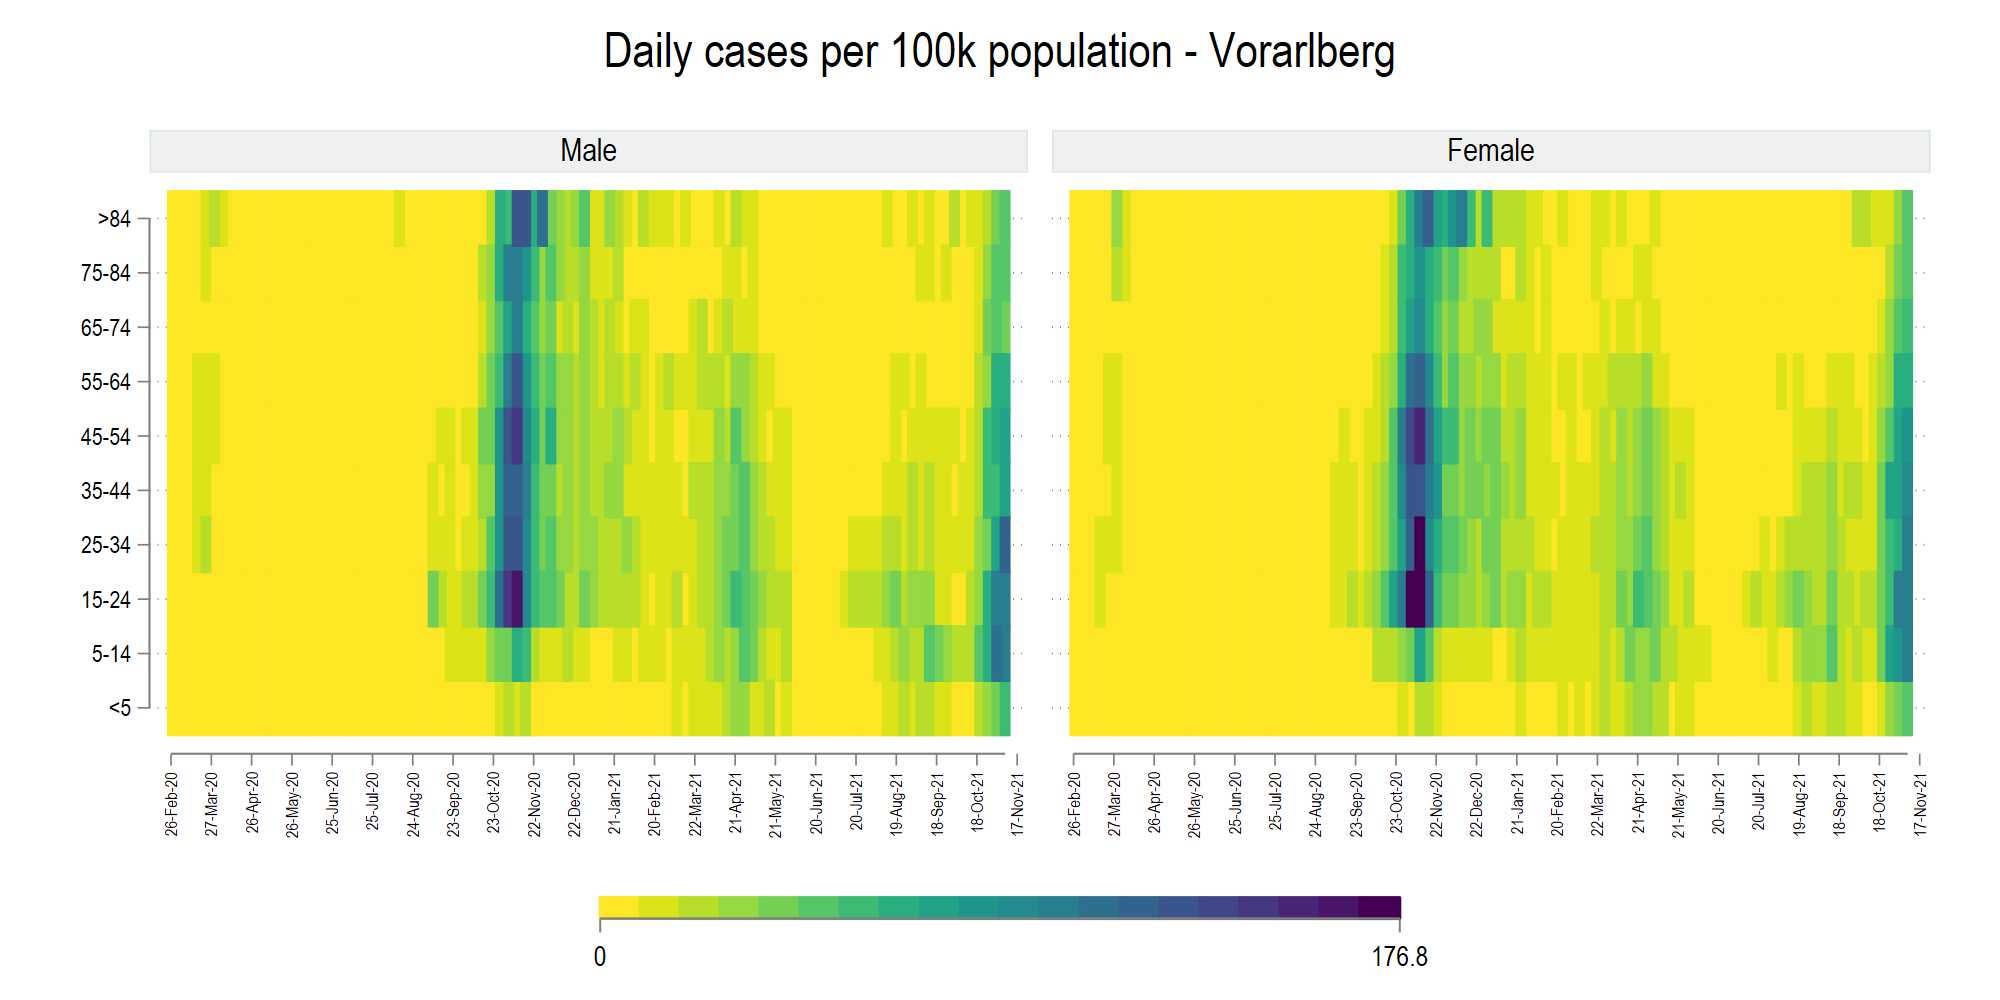 Daily cases per 100k population - Vorarlberg
Male
Female
>84
75-84
65-74
55-64
45-54
35-44
25-34
15-24
5-14
<5
26-Feb-20
27-Mar-20
26-Apr-20
26-May-20
25-Jun-20
25-Jul-20
24-Aug-20
23-Sep-20
23-Oct-20
22-Nov-20
22-Dec-20
21-Jan-21
20-Feb-21
22-Mar-21
21-Apr-21
21-May-21
20-Jun-21
20-Jul-21
19-Aug-21
18-Sep-21
18-Oct-21
17-Nov-21
26-Feb-20
27-Mar-20
26-Apr-20
26-May-20
25-Jun-20
25-Jul-20
24-Aug-20
23-Sep-20
23-Oct-20
22-Nov-20
22-Dec-20
21-Jan-21
20-Feb-21
22-Mar-21
21-Apr-21
21-May-21
20-Jun-21
20-Jul-21
19-Aug-21
18-Sep-21
18-Oct-21
17-Nov-21
0
176.8